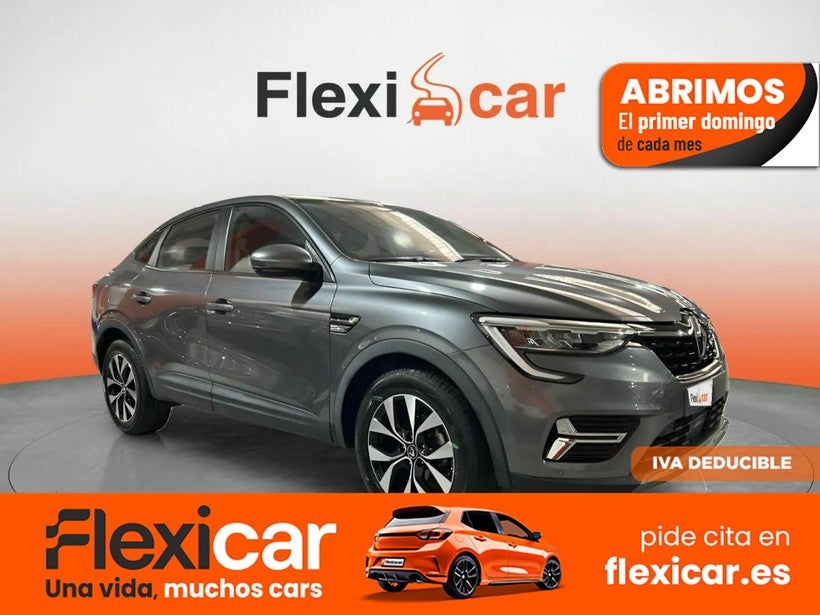 Flexicar
ABRIMOS
El primer domingo
de cada mes
Flexicar
IVA DEDUCIBLE
Flexicar
Una vida, muchos cars
pide cita en
flexicar.es